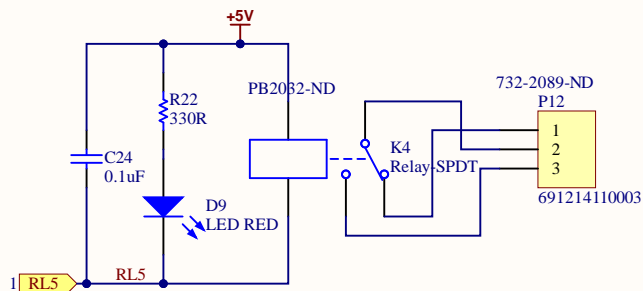 +5V
PB2032-ND
732-2089-ND
R22
330R
P12
C24
0.1uF
K4
Relay-SPDT
1
2
3
D9
LED RED
691214110003
1
RL5
RL5